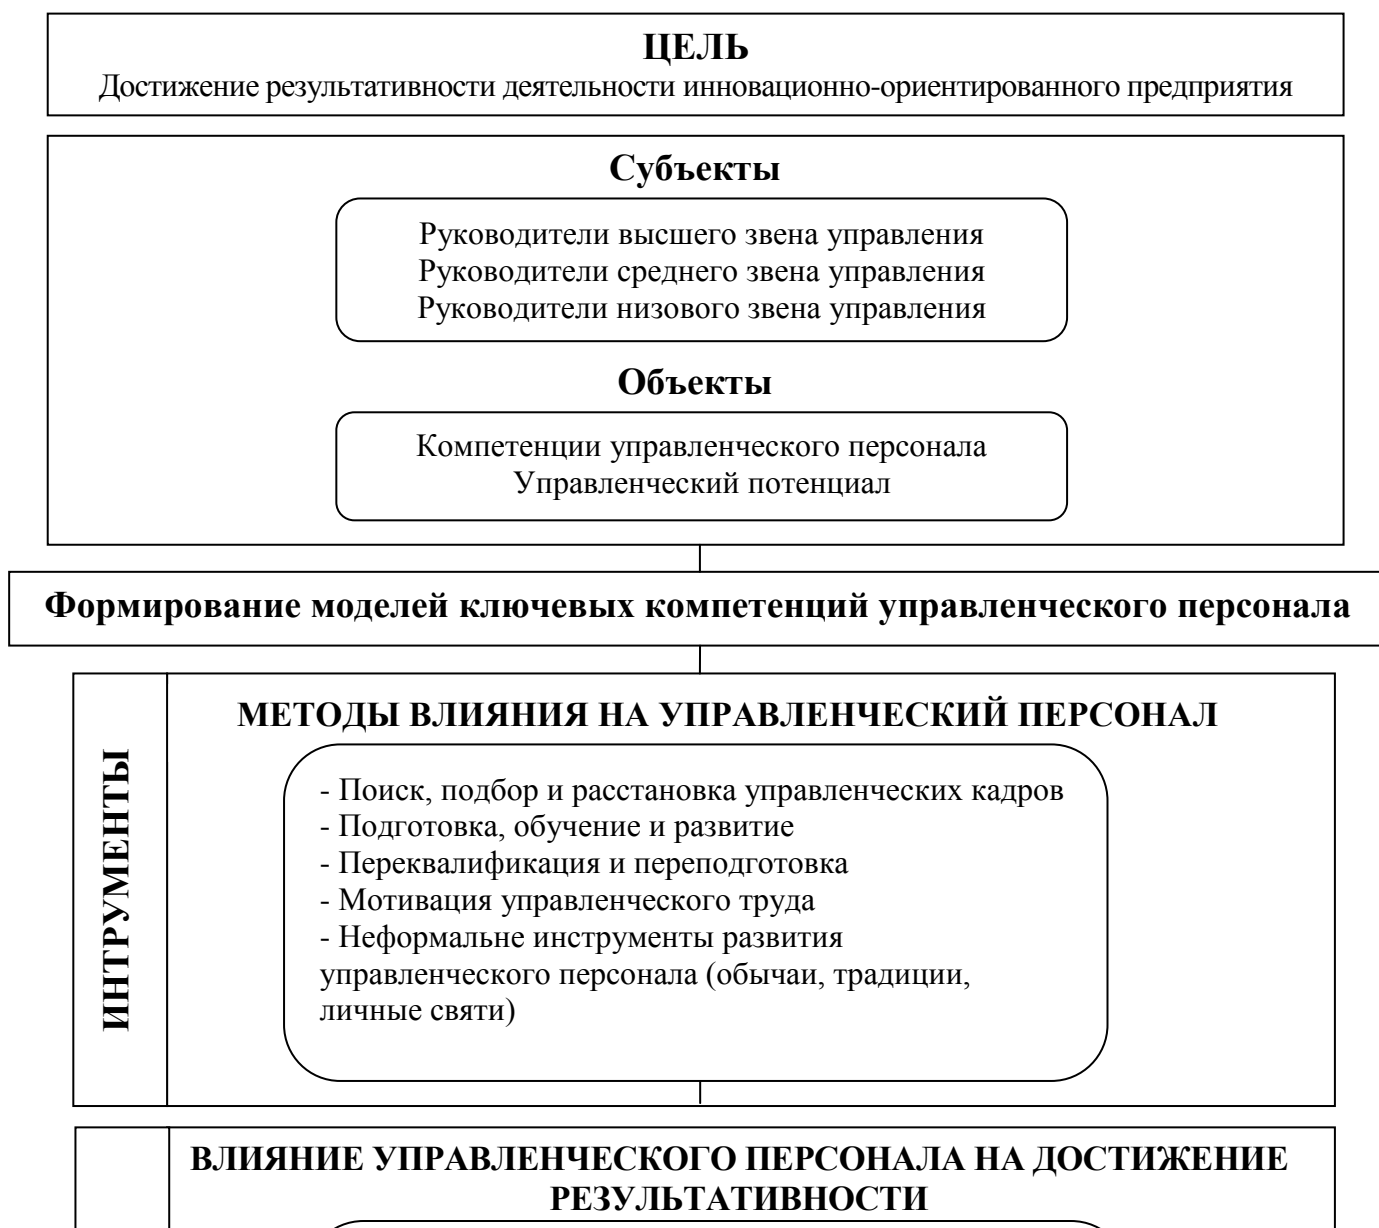 ЦЕЛЬ
Достижение результативности деятельности инновационно-ориентированного предприятия
Субъекты
Руководители высшего звена управления
Руководители среднего звена управления
Руководители низового звена управления
Объекты
Компетенции управленческого персонала
Управленческий потенциал
Формирование моделей ключевых компетенций управленческого персонала
ИНТРУМЕНТЫ
МЕТОДЫ ВЛИЯНИЯ НА УПРАВЛЕНЧЕСКИЙ ПЕРСОНАЛ
- Поиск, подбор и расстановка управленческих кадров
- Подготовка, обучение и развитие
- Переквалификация и переподготовка
- Мотивация управленческого труда
- Неформальне инструменты развития
управленческого персонала (обычаи, традиции,
личные святи)
ВЛИЯНИЕ УПРАВЛЕНЧЕСКОГО ПЕРСОНАЛА НА ДОСТИЖЕНИЕ
РЕЗУЛЬТАТИВНОСТИ